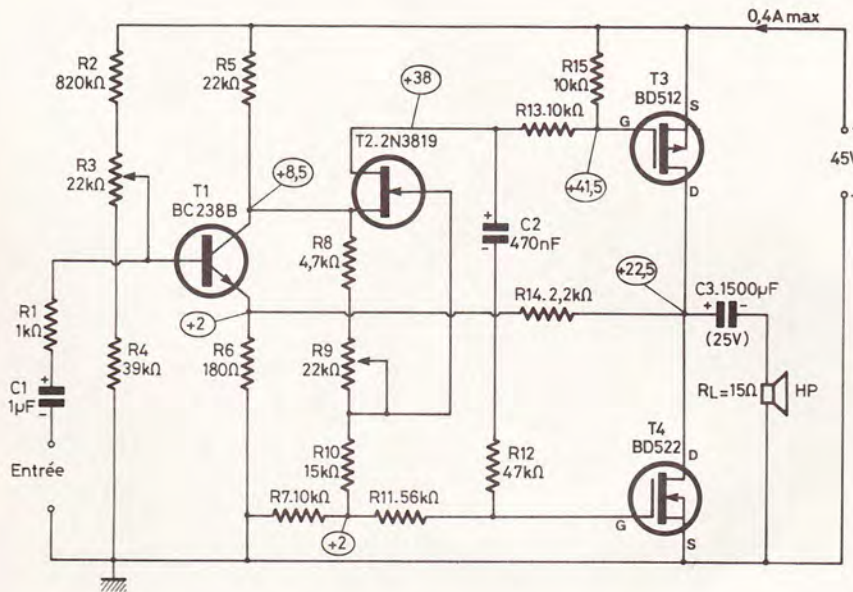 0,4A max
R2
820kΩ
R5
22kΩ
R15
10kΩ
T3
BD512
+38
S
R13.10kΩ
G
T2.2N3819
R3
22kΩ
+8,5
+41,5
D
45V
T1
BC238B
C2
470nF
+
-
R8
4,7kΩ
+22,5
C3.1500µF
+
-
(25V)
R14.2,2kΩ
R1
1kΩ
+2
R4
39kΩ
R6
180Ω
R9
22kΩ
RL=15Ω
HP
C1
1µF
+
-
T4
BD522
D
R10
15kΩ
R12
47kΩ
Entrée
R7.10kΩ
R11.56kΩ
G
S
+2